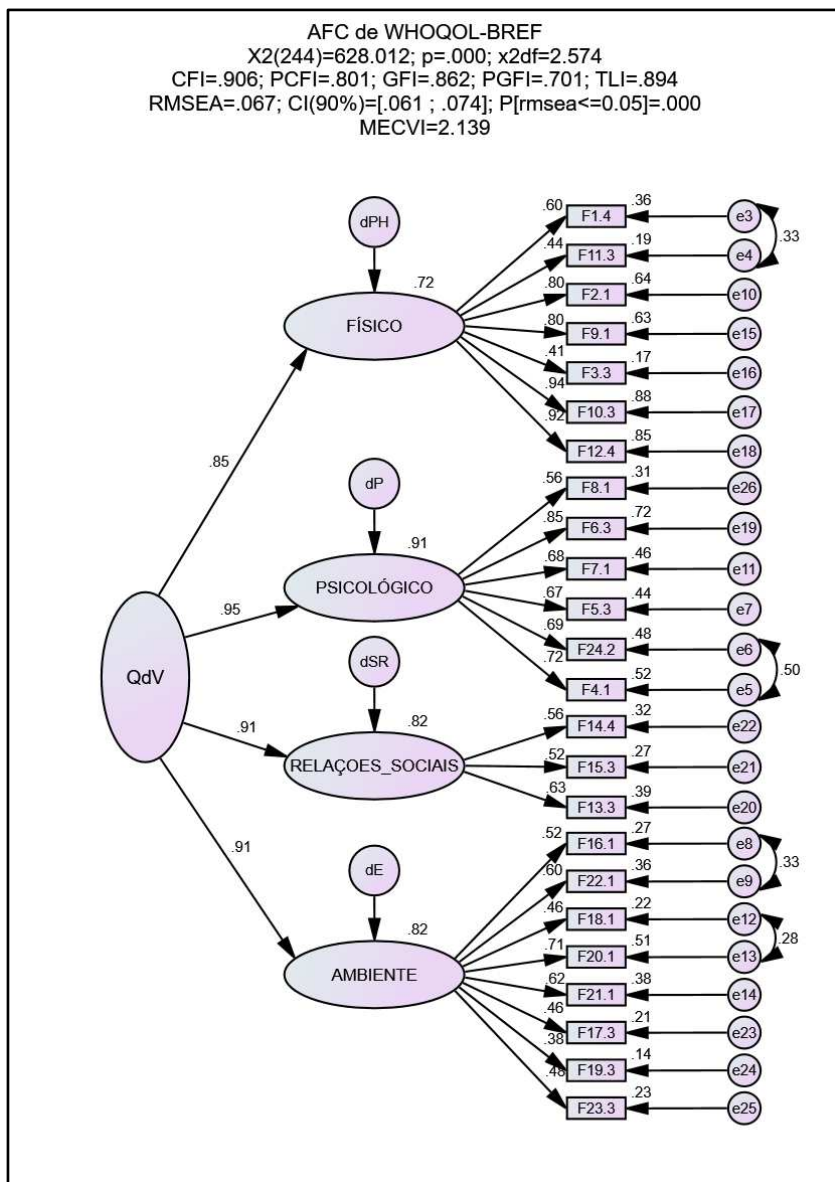 AFC de WHOQOL-BREF
X2(244)=628.012; p=.000; x2df=2.574
CFI=.906; PCFI=.801; GFI=.862; PGFI=.701; TLI=.894
RMSEA=.067; CI(90%)=[.061 ; .074]; P[rmsea<=0.05]=.000
MECVI=2.139
dPH
.72
FÍSICO
.60 F1.4 .36 e3
.33
.44 F11.3 .19 e4
.80 F2.1 .64 e10
.80 F9.1 .63 e15
.41 F3.3 .17 e16
.94 F10.3 .88 e17
.92 F12.4 .85 e18
.85
dP
.91
PSICOLÓGICO
.56 F8.1 .31 e26
.85 F6.3 .72 e19
.68 F7.1 .46 e11
.67 F5.3 .44 e7
.69 F24.2 .48 e6
.50
.72 F4.1 .52 e5
.95
QdV
dSR
.82
.91
RELAÇOES_SOCIAIS
.56 F14.4 .32 e22
.52 F15.3 .27 e21
.63 F13.3 .39 e20
.91
dE
.82
AMBIENTE
.52 F16.1 .27 e8
.33
.60 F22.1 .36 e9
.46 F18.1 .22 e12
.28
.71 F20.1 .51 e13
.62 F21.1 .38 e14
.46 F17.3 .21 e23
.38 F19.3 .14 e24
.48 F23.3 .23 e25